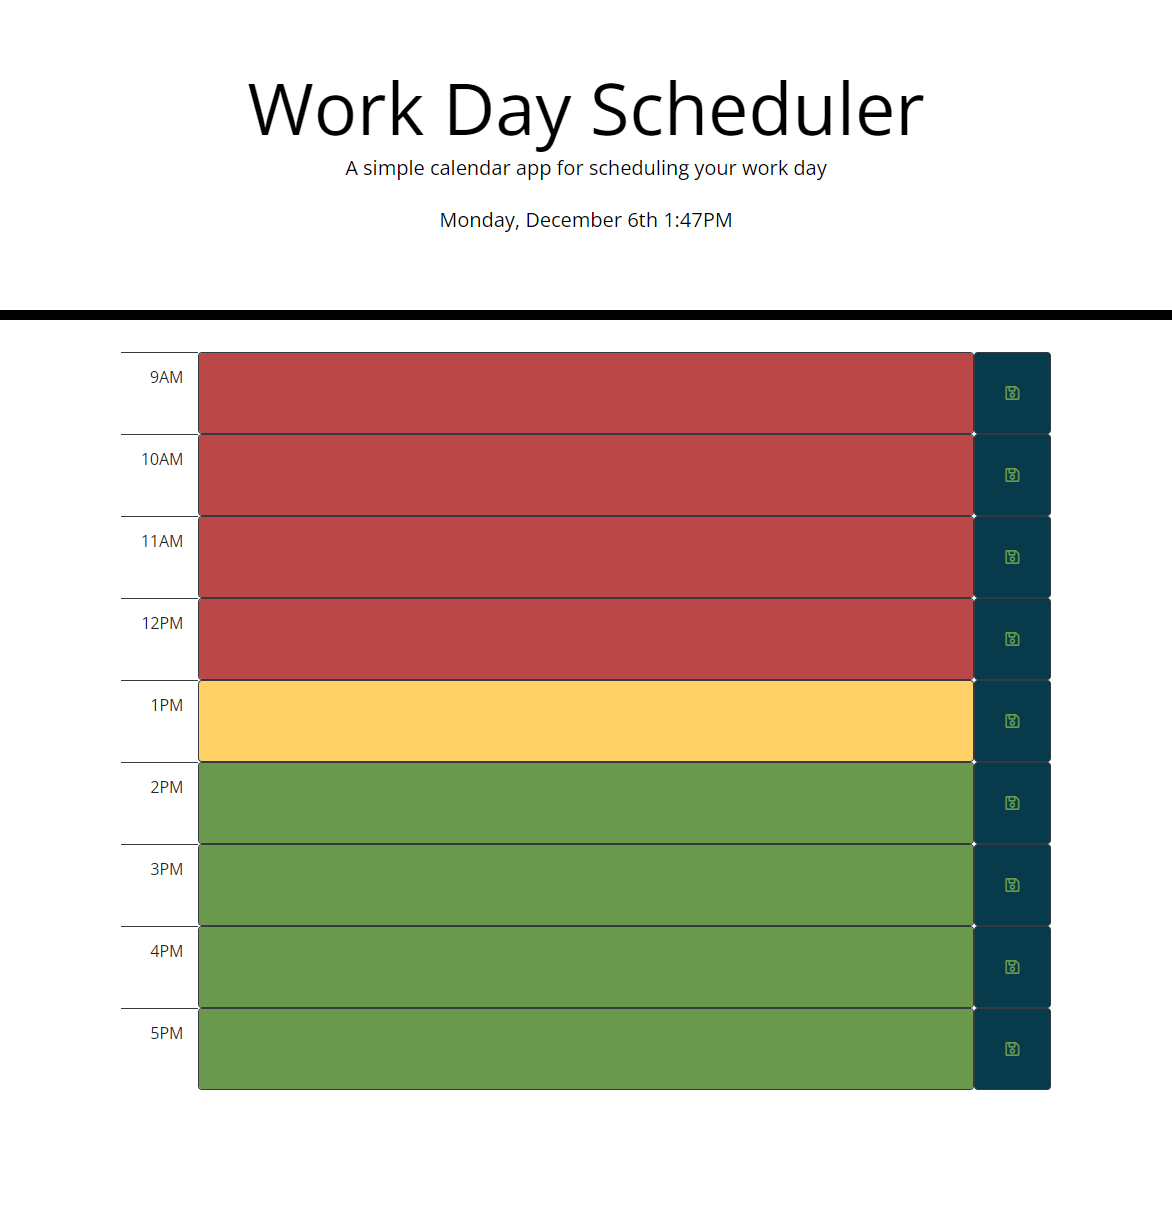 Work Day Scheduler
A simple calendar app for scheduling your work day
Monday, December 6th 1:47PM
9AM
10AM
11AM
12PM
1PM
2PM
3PM
4PM
5PM